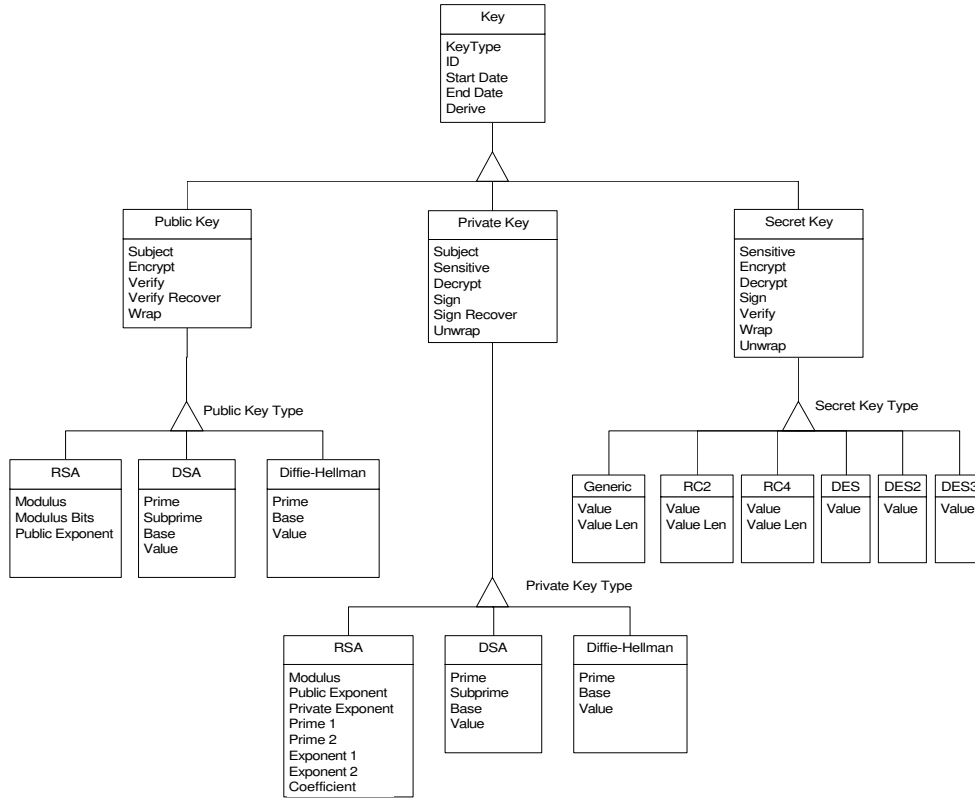 Key
KeyType
ID
Start Date
End Date
Derive
Public Key
Subject
Encrypt
Verify
Verify Recover
Wrap
Private Key
Subject
Sensitive
Decrypt
Sign
Sign Recover
Unwrap
Secret Key
Sensitive
Encrypt
Decrypt
Sign
Verify
Wrap
Unwrap
Public Key Type
Secret Key Type
RSA
Modulus
Modulus Bits
Public Exponent
DSA
Prime
Subprime
Base
Value
Diffie-Hellman
Prime
Base
Value
Generic
Value
Value Len
RC2
Value
Value Len
RC4
Value
Value Len
DES
Value
DES2
Value
DES3
Value
Private Key Type
RSA
Modulus
Public Exponent
Private Exponent
Prime 1
Prime 2
Exponent 1
Exponent 2
Coefficient
DSA
Prime
Subprime
Base
Value
Diffie-Hellman
Prime
Base
Value